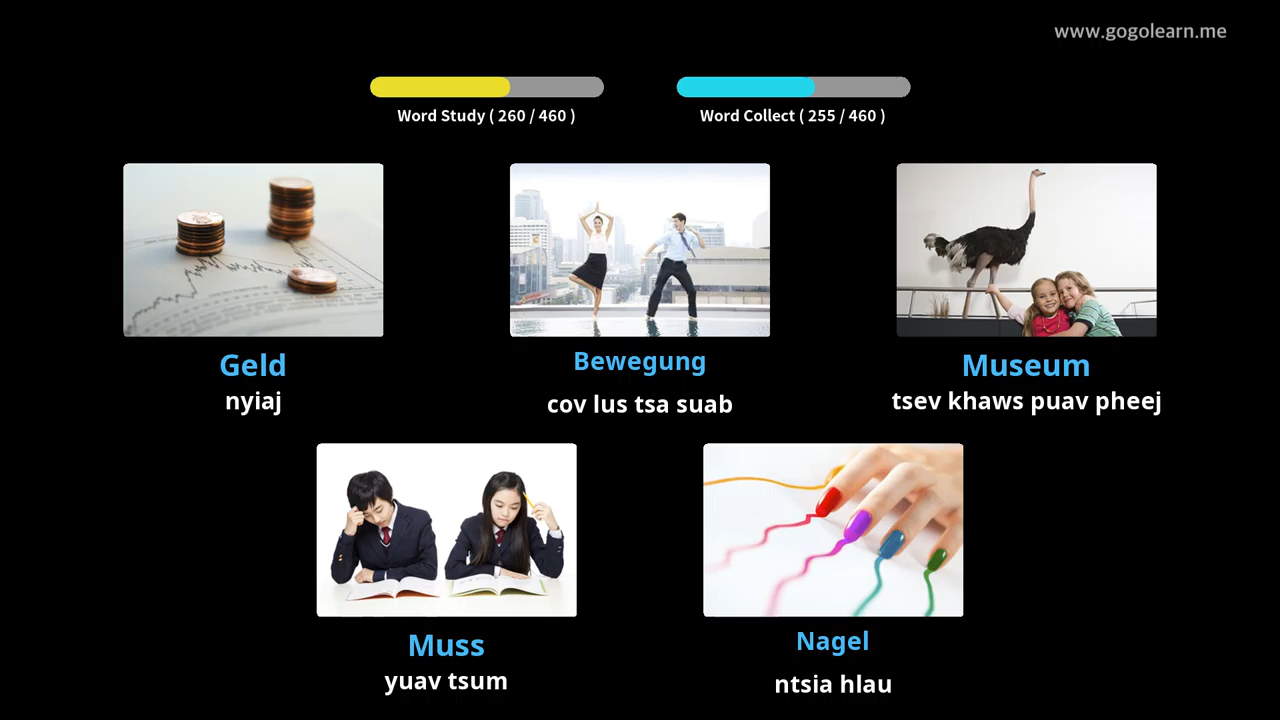 www.gogolearn.me
Word Study ( 260 / 460 )
Word Collect ( 255 / 460 )
Geld
nyiaj
Bewegung
cov lus tsa suab
Museum
tsev khaws puav pheej
Muss
yuav tsum
Nagel
ntsia hlau